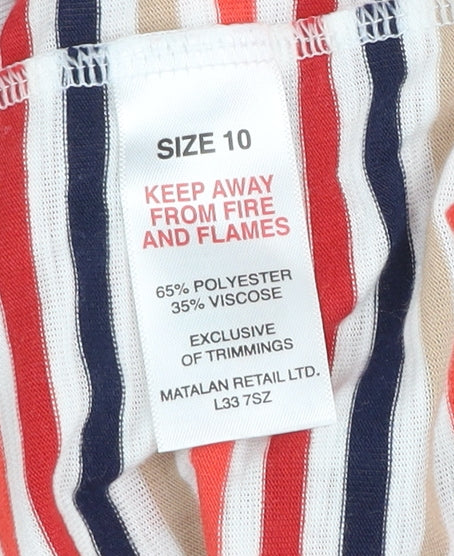 SIZE 10
KEEP AWAY
FROM FIRE
AND FLAMES
65% POLYESTER
35% VISCOSE
EXCLUSIVE
OF TRIMMINGS
MATALAN RETAIL LTD.
L33 7SZ